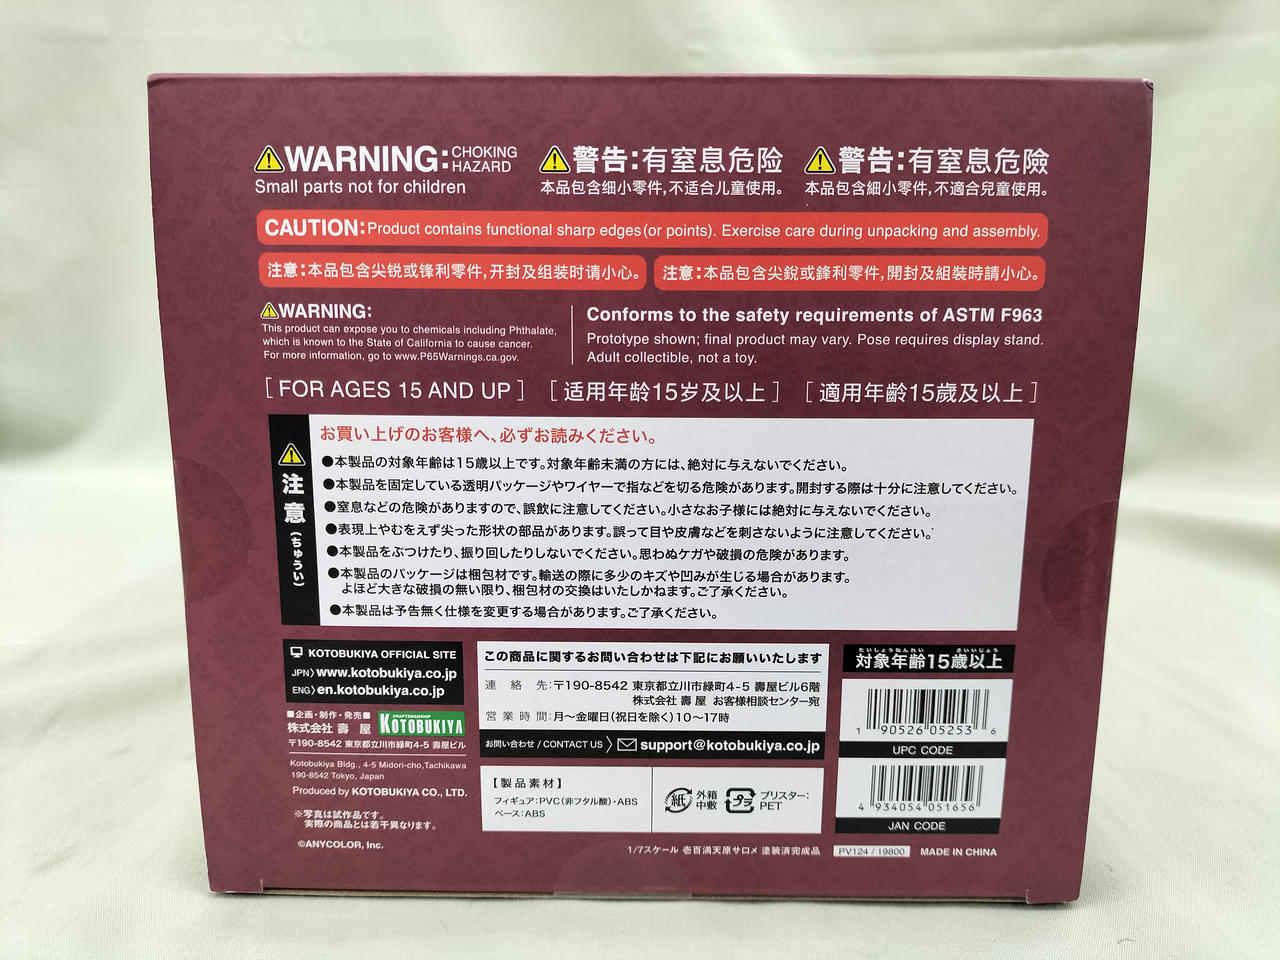 ⚠WARNING: CHOKING HAZARD
Small parts not for children
⚠警告:有窒息危险
本品包含细小零件,不适合儿童使用。
⚠警告:有窒息危險
本品包含細小零件,不適合兒童使用。
CAUTION:Product contains functional sharp edges(or points). Exercise care during unpacking and assembly.
注意:本品包含尖锐或锋利零件,开封及组装时请小心。
注意:本品包含尖銳或鋒利零件,開封及組裝時請小心。
⚠WARNING:
This product can expose you to chemicals including Phthalate,
which is known to the State of California to cause cancer.
For more information, go to www.P65Warnings.ca.gov.
Conforms to the safety requirements of ASTM F963
Prototype shown; final product may vary. Pose requires display stand.
Adult collectible, not a toy.
[FOR AGES 15 AND UP]
[适用年龄15岁及以上]
[適用年齡15歲及以上]
注意(ちゅうい)
お買い上げのお客様へ、必ずお読みください。
●本製品の対象年齢は15歳以上です。対象年齢未満の方には、絶対に与えないでください。
●本製品を固定している透明パッケージやワイヤーで指などを切る危険があります。開封する際は十分に注意してください。
●窒息などの危険がありますので、誤飲に注意してください。小さなお子様には絶対に与えないでください。
●表現上やむをえず尖った形状の部品があります。誤って目や皮膚などを刺さないように注意してください。
●本製品をぶつけたり、振り回したりしないでください。思わぬケガや破損の危険があります。
●本製品のパッケージは梱包材です。輸送の際に多少のキズや凹みが生じる場合があります。
よほど大きな破損の無い限り、梱包材の交換はいたしかねます。ご了承ください。
●本製品は予告無く仕様を変更する場合があります。ご了承ください。
KOTOBUKIYA OFFICIAL SITE
JPN〉www.kotobukiya.co.jp
ENG〉en.kotobukiya.co.jp
■企画・制作・発売■
株式会社 壽屋
CRAFTSMANSHIP
KOTOBUKIYA
〒190-8542 東京都立川市緑町4-5 壽屋ビル
Kotobukiya Bldg., 4-5 Midori-cho,Tachikawa
190-8542 Tokyo, Japan
Produced by KOTOBUKIYA CO., LTD.
※写真は試作品です。
実際の商品とは若干異なります。
©ANYCOLOR, Inc.
この商品に関するお問い合わせは下記にお願いいたします
連絡先:〒190-8542 東京都立川市緑町4-5 壽屋ビル6階
株式会社 壽屋 お客様相談センター宛
営業時間:月〜金曜日(祝日を除く)10〜17時
お問い合わせ / CONTACT US 〉support@kotobukiya.co.jp
【製品素材】
フィギュア:PVC(非フタル酸)・ABS
ベース:ABS
紙 外箱
中敷
プラ ブリスター:
PET
たいしょうねんれい さいいじょう
対象年齢15歳以上
1 90526 05253 6
UPC CODE
4 934054 051656
JAN CODE
1/7スケール 壱百満天原サロメ 塗装済完成品
PV124 / 19800
MADE IN CHINA